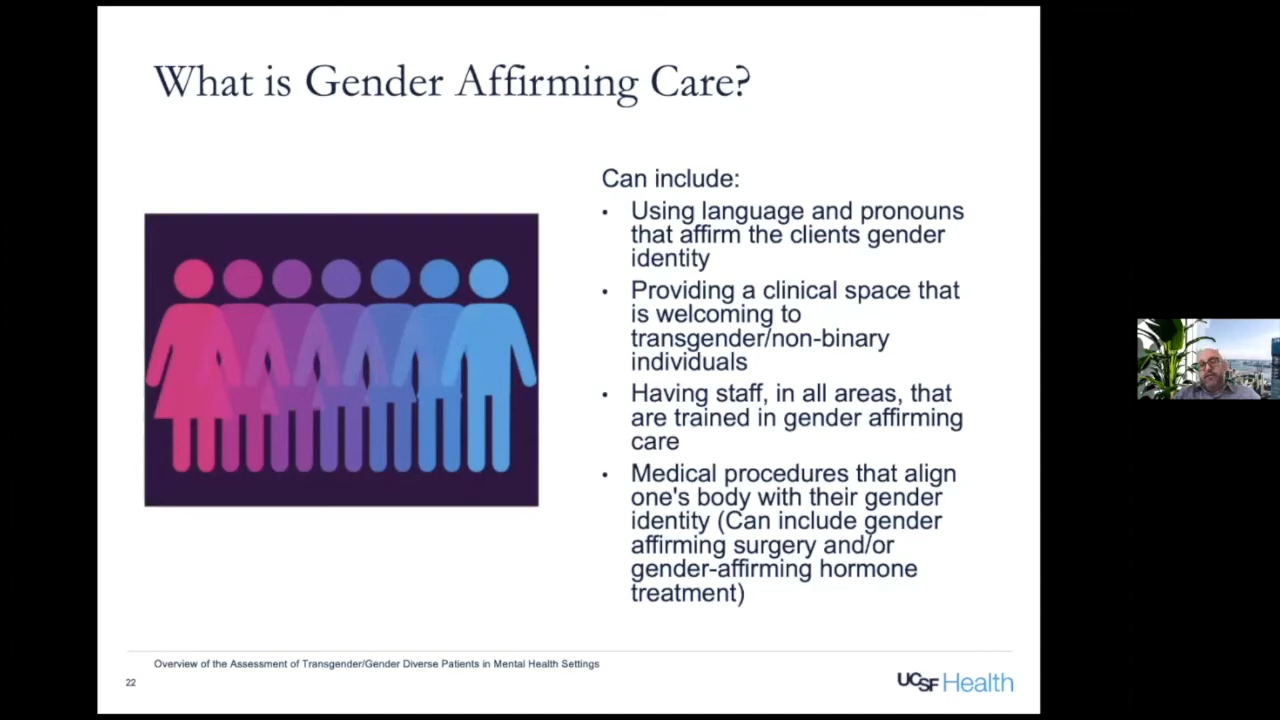 What is Gender Affirming Care?
Can include:
• Using language and pronouns
that affirm the clients gender
identity
• Providing a clinical space that
is welcoming to
transgender/non-binary
individuals
• Having staff, in all areas, that
are trained in gender affirming
care
• Medical procedures that align
one's body with their gender
identity (Can include gender
affirming surgery and/or
gender-affirming hormone
treatment)
Overview of the Assessment of Transgender/Gender Diverse Patients in Mental Health Settings
22
UCSF Health